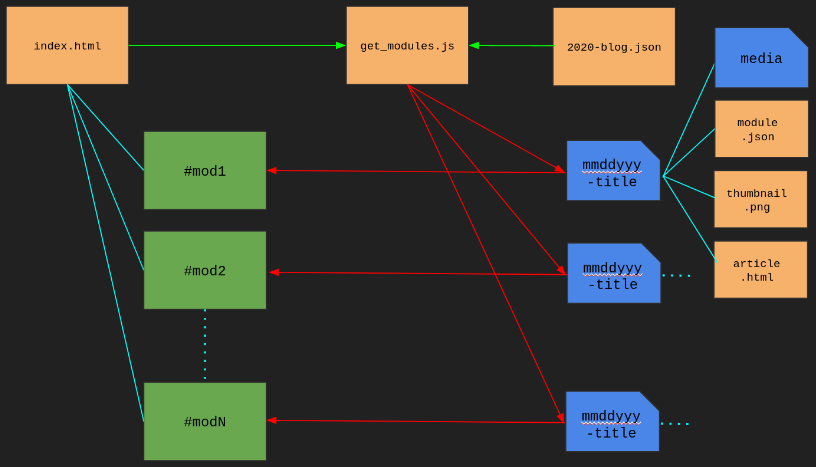 index.html
get_modules.js
2020-blog.json
media
module
.json
thumbnail
.png
article
.html
#mod1
mmddyyy
-title
#mod2
mmddyyy
-title
#modN
mmddyyy
-title